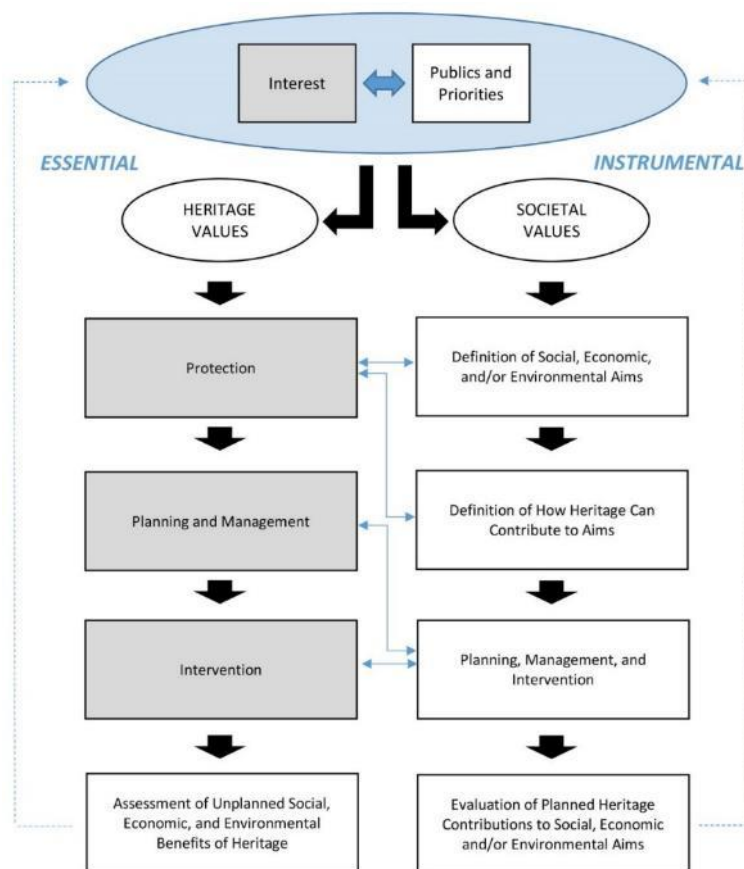 Interest
Publics and
Priorities
ESSENTIAL
INSTRUMENTAL
HERITAGE
VALUES
SOCIETAL
VALUES
Protection
Definition of Social, Economic,
and/or Environmental Aims
Planning and Management
Definition of How Heritage Can
Contribute to Aims
Intervention
Planning, Management, and
Intervention
Assessment of Unplanned Social,
Economic, and Environmental
Benefits of Heritage
Evaluation of Planned Heritage
Contributions to Social, Economic
and/or Environmental Aims